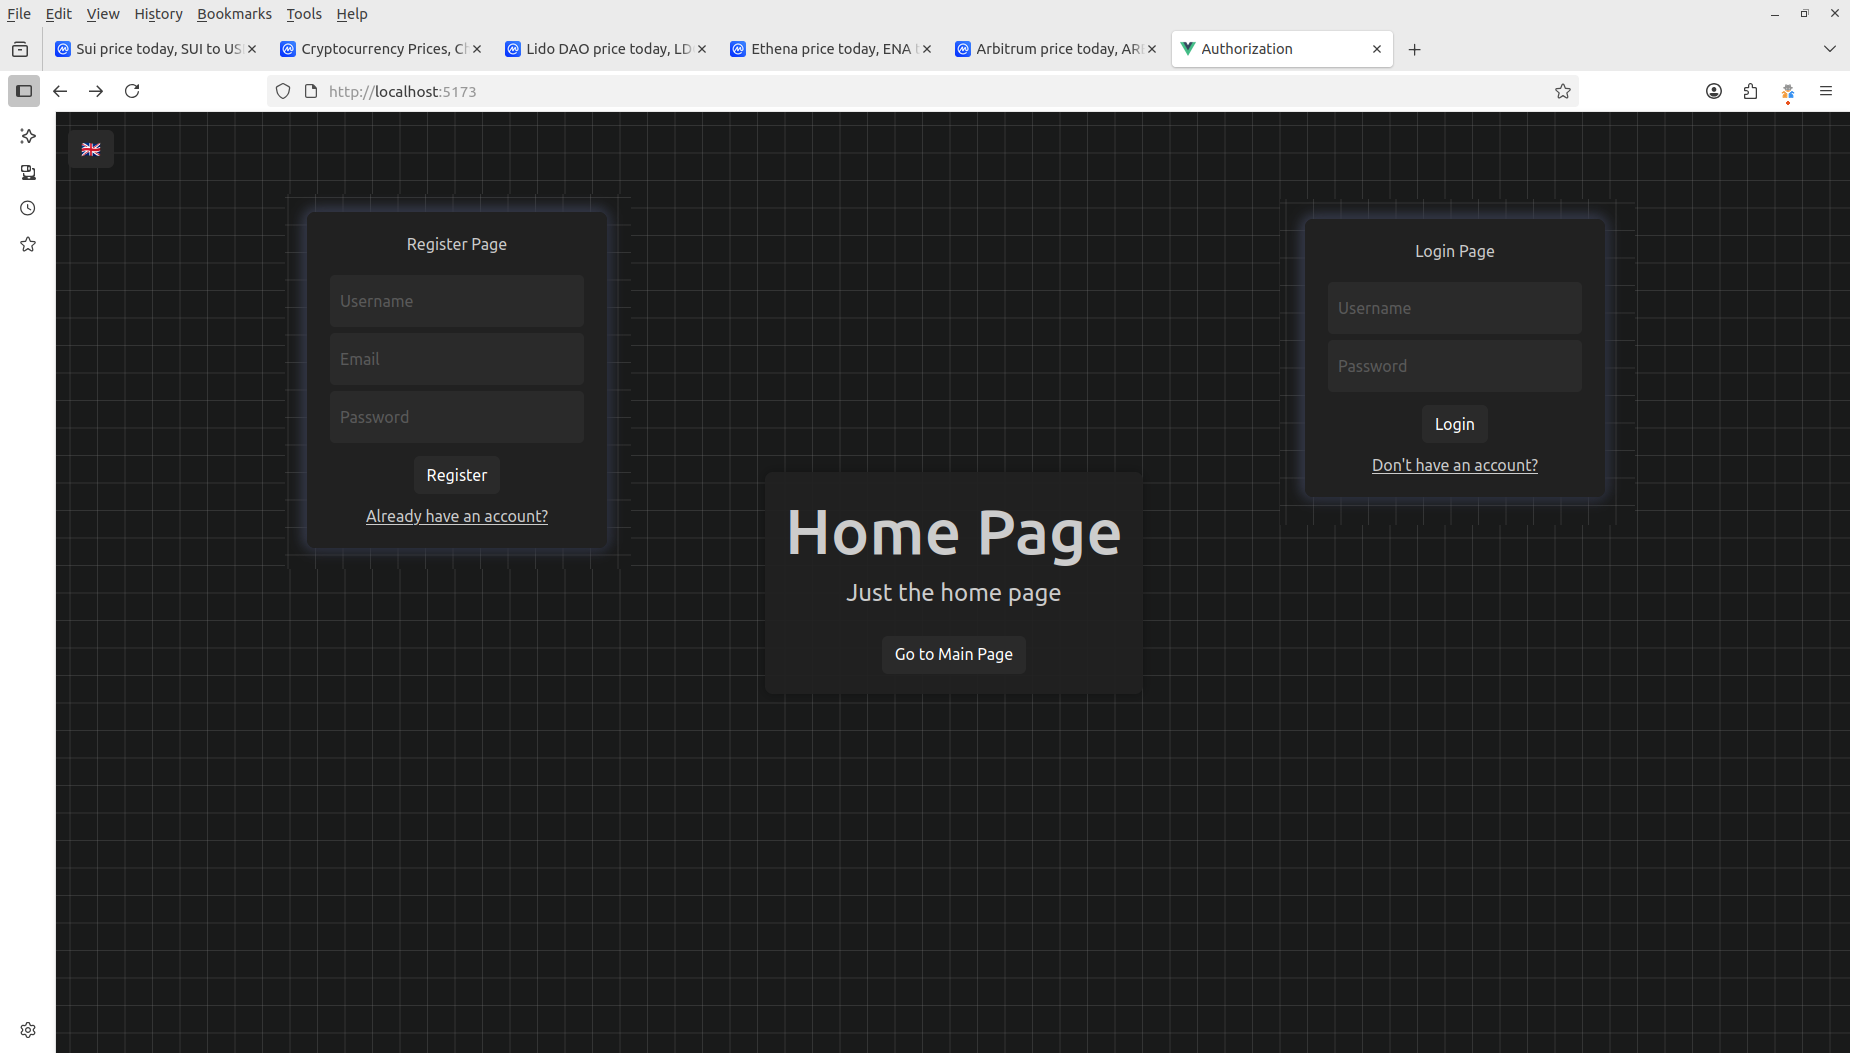 File Edit View History Bookmarks Tools Help
Sui price today, SUI to US
Cryptocurrency Prices, C
Lido DAO price today, LD
Ethena price today, ENA
Arbitrum price today, AR
Authorization
http://localhost:5173
Register Page
Username
Email
Password
Register
Already have an account?
Home Page
Just the home page
Go to Main Page
Login Page
Username
Password
Login
Don't have an account?